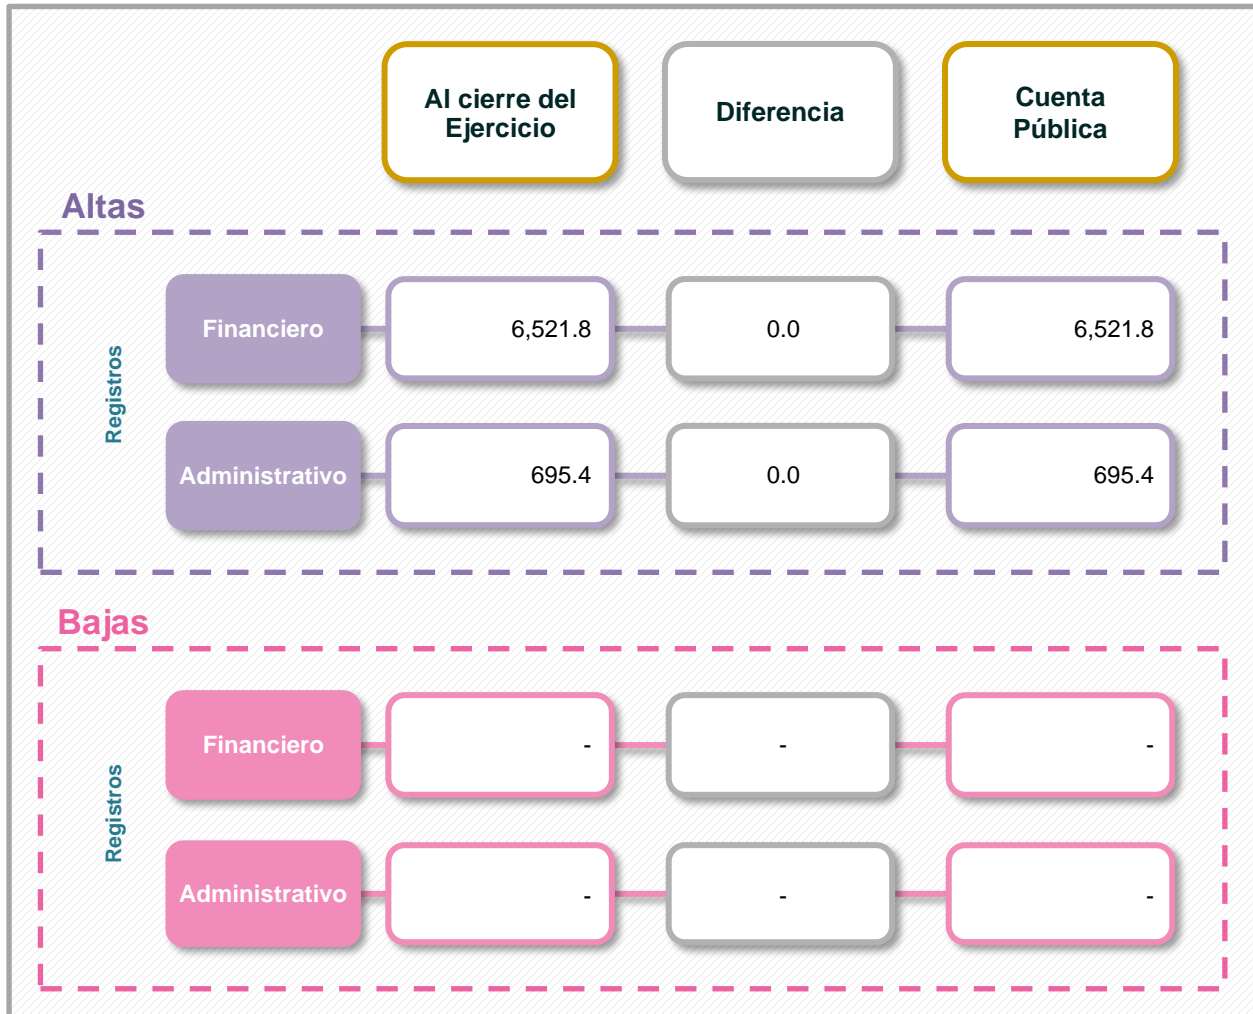 Al cierre del
Ejercicio
Diferencia
Cuenta
Pública
Altas
Registros
Financiero
6,521.8
0.0
6,521.8
Administrativo
695.4
0.0
695.4
Bajas
Registros
Financiero
-
-
-
Administrativo
-
-
-